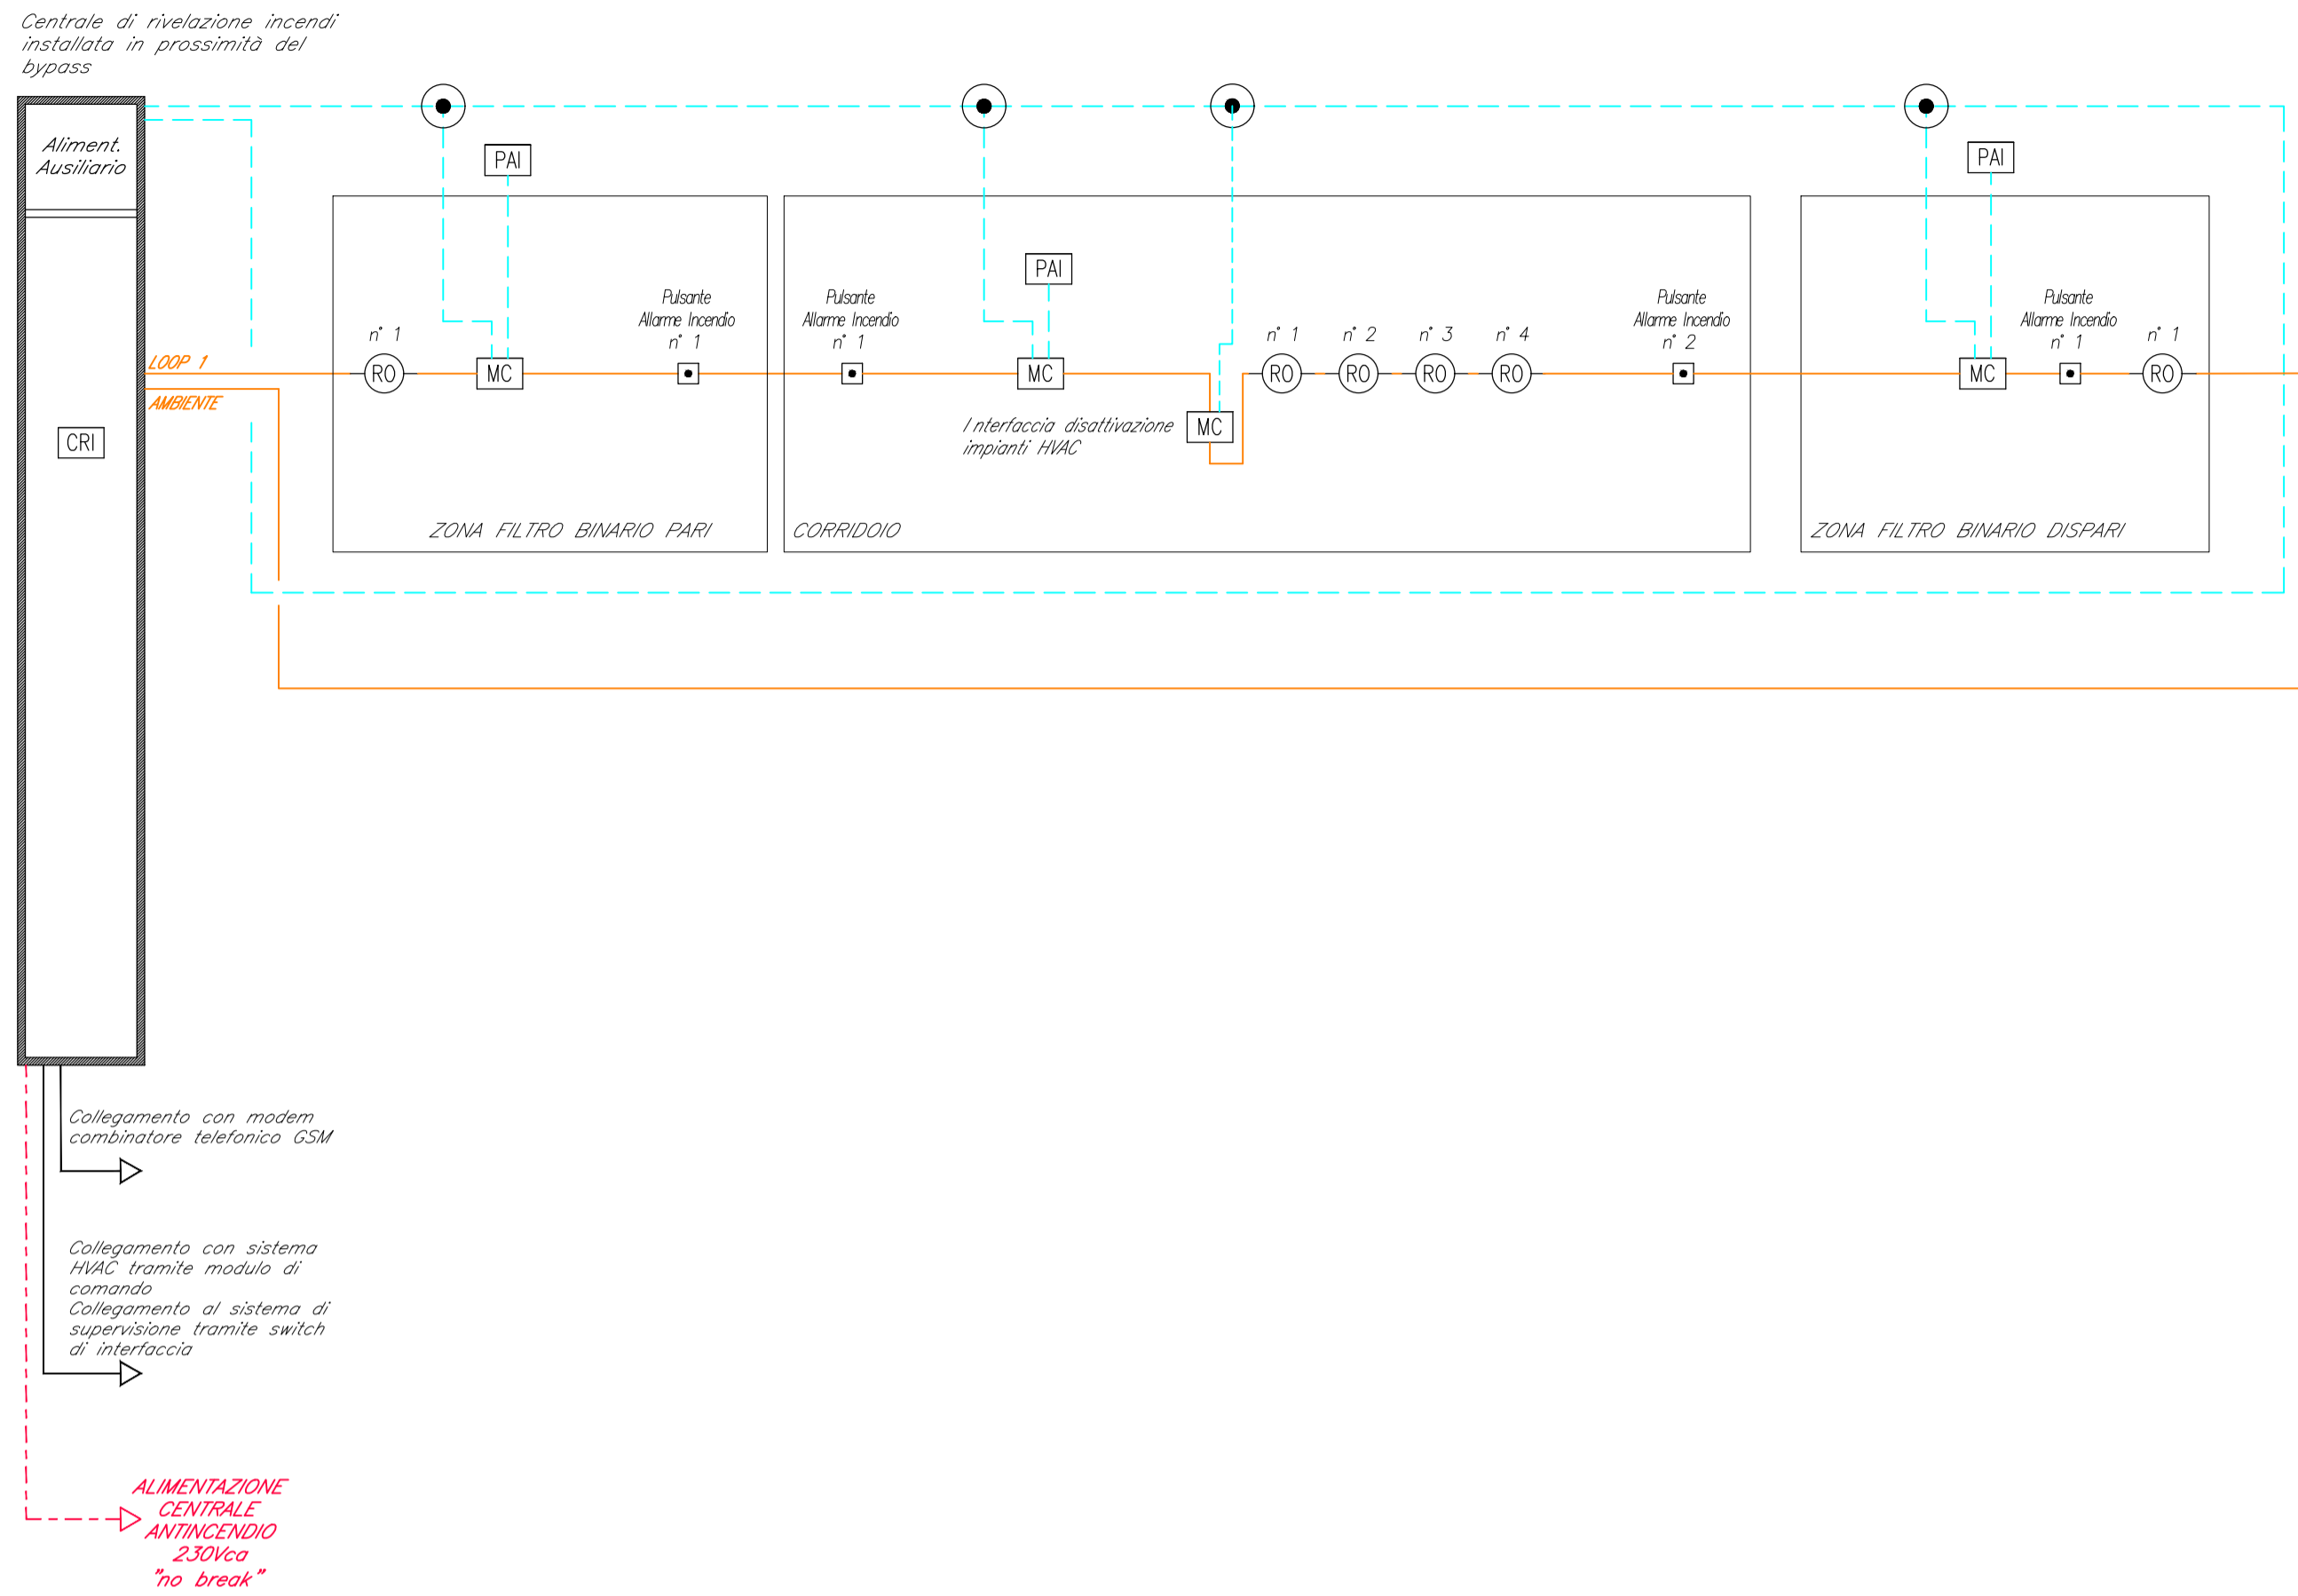 Centrale di rivelazione incendi
installata in prossimità del
bypass
Aliment.
Ausiliario
CRI
LOOP 1
AMBIENTE
PAI
n° 1
RO
MC
Pulsante
Allarme Incendio
n° 1
ZONA FILTRO BINARIO PARI
Pulsante
Allarme Incendio
n° 1
PAI
MC
Interfaccia disattivazione
impianti HVAC
MC
n° 1
RO
n° 2
RO
n° 3
RO
n° 4
RO
Pulsante
Allarme Incendio
n° 2
CORRIDOIO
PAI
MC
Pulsante
Allarme Incendio
n° 1
n° 1
RO
ZONA FILTRO BINARIO DISPARI
Collegamento con modem
combinatore telefonico GSM
Collegamento con sistema
HVAC tramite modulo di
comando
Collegamento al sistema di
supervisione tramite switch
di interfaccia
ALIMENTAZIONE
CENTRALE
ANTINCENDIO
230Vca
"no break"